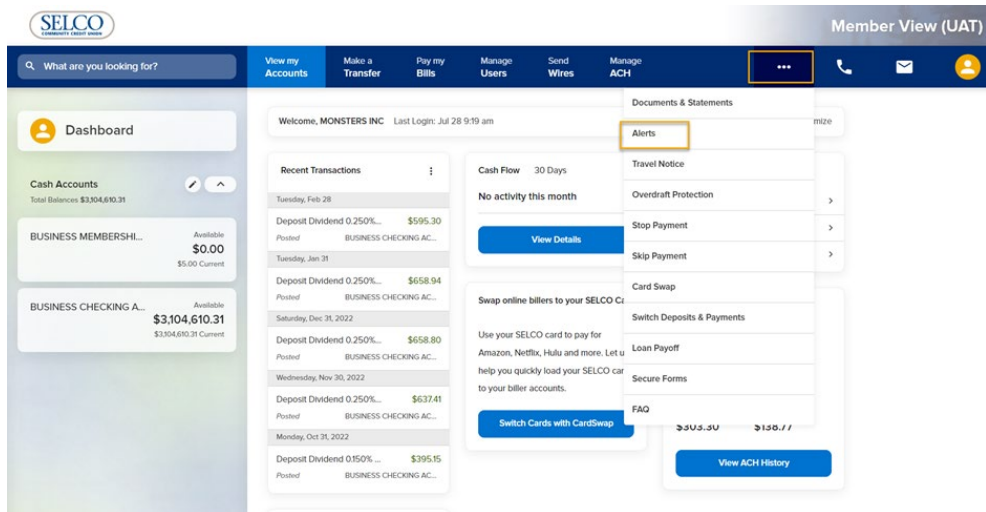 SELCO
COMMUNITY CREDIT UNION
Member View (UAT)
What are you looking for?
View my
Accounts
Make a
Transfer
Pay my
Bills
Manage
Users
Send
Wires
Manage
ACH
Dashboard
Cash Accounts
Total Balances $3,104,610.31
BUSINESS MEMBERSHI...
Available
$0.00
$5.00 Current
BUSINESS CHECKING A...
Available
$3,104,610.31
$3,104,610.31 Current
Welcome, MONSTERS INC Last Login: Jul 28 9:19 am
mize
Recent Transactions
Tuesday, Feb 28
Deposit Dividend 0.250%... $595.30
Posted BUSINESS CHECKING AC...
Tuesday, Jan 31
Deposit Dividend 0.250%... $658.94
Posted BUSINESS CHECKING AC...
Saturday, Dec 31, 2022
Deposit Dividend 0.250%... $658.80
Posted BUSINESS CHECKING AC...
Wednesday, Nov 30, 2022
Deposit Dividend 0.250%... $637.41
Posted BUSINESS CHECKING AC...
Monday, Oct 31, 2022
Deposit Dividend 0.150% ... $395.15
Posted BUSINESS CHECKING AC...
Cash Flow 30 Days
No activity this month
View Details
Swap online billers to your SELCO Ca
Use your SELCO card to pay for
Amazon, Netflix, Hulu and more. Let u
help you quickly load your SELCO car
to your biller accounts.
Switch Cards with CardSwap
Documents & Statements
Alerts
Travel Notice
Overdraft Protection
Stop Payment
Skip Payment
Card Swap
Switch Deposits & Payments
Loan Payoff
Secure Forms
FAQ
$303.30 $138.77
View ACH History